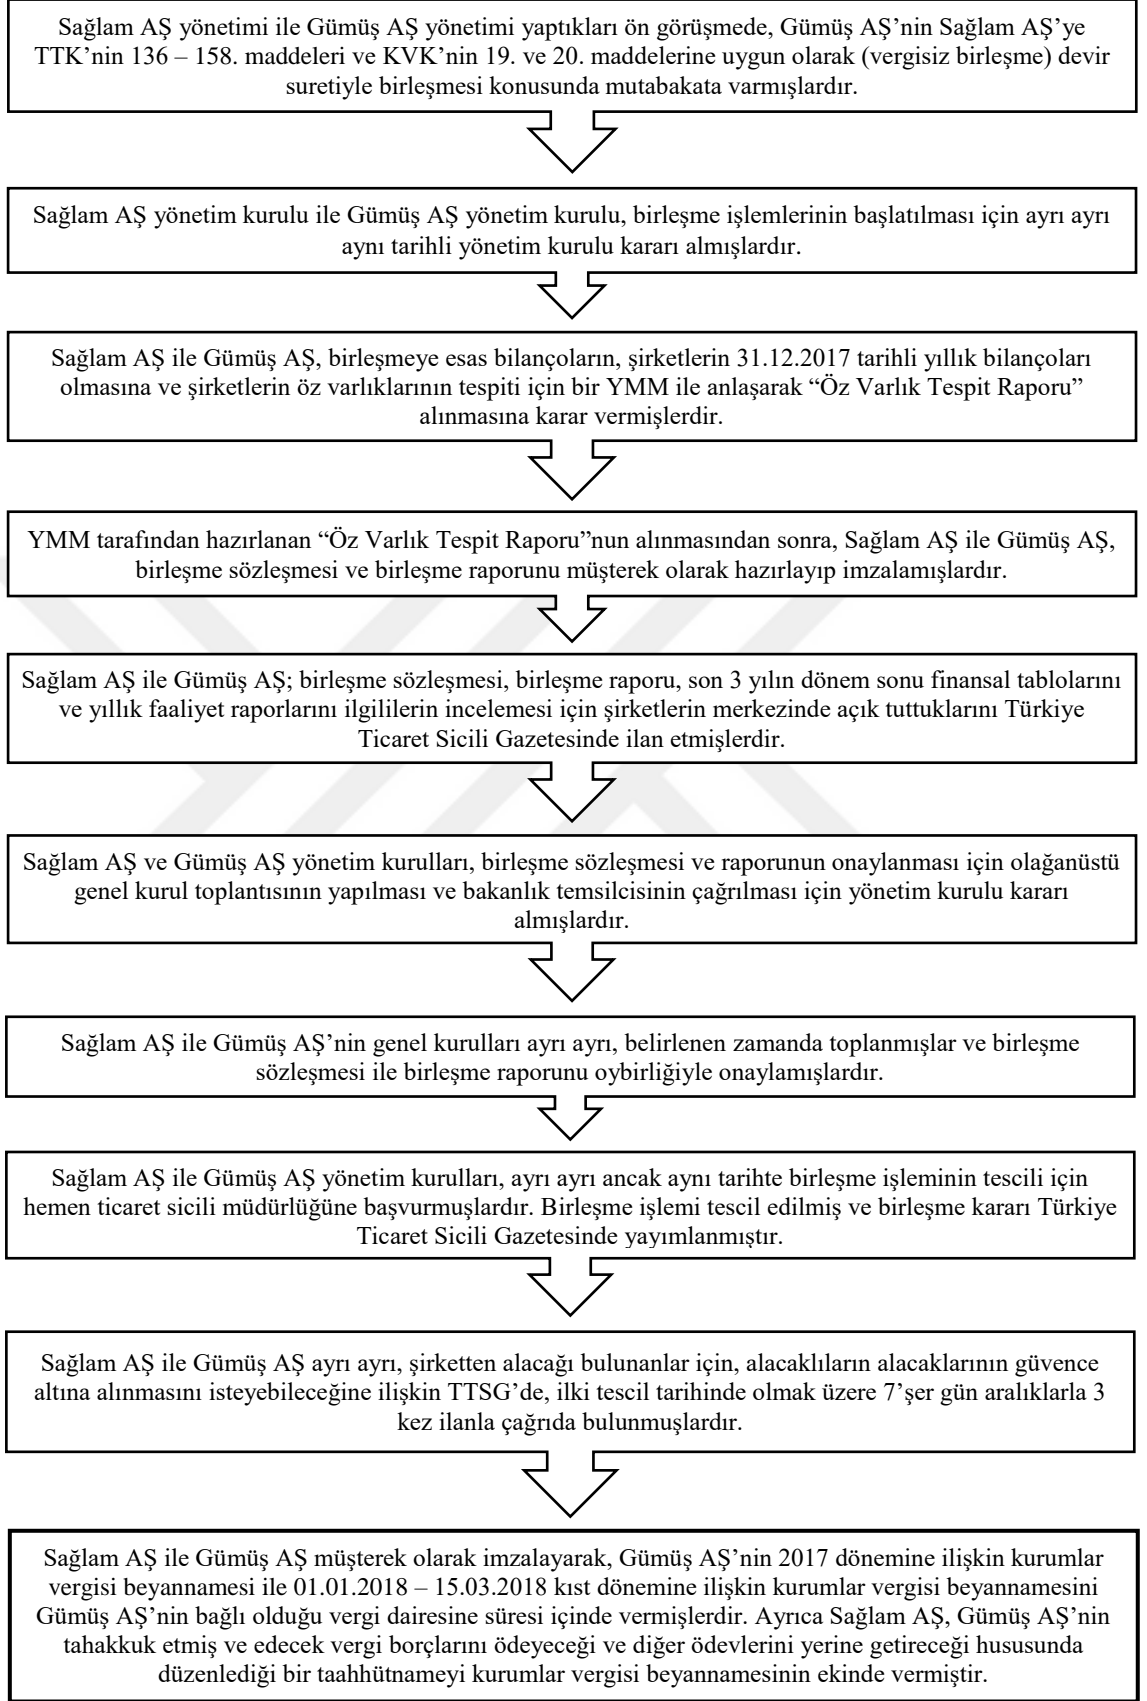 Sağlam AŞ yönetimi ile Gümüş AŞ yönetimi yaptıkları ön görüşmede, Gümüş AŞ’nin Sağlam AŞ’ye
TTK’nin 136 – 158. maddeleri ve KVK’nin 19. ve 20. maddelerine uygun olarak (vergisiz birleşme) devir
suretiyle birleşmesi konusunda mutabakata varmışlardır.
Sağlam AŞ yönetim kurulu ile Gümüş AŞ yönetim kurulu, birleşme işlemlerinin başlatılması için ayrı ayrı
aynı tarihli yönetim kurulu kararı almışlardır.
Sağlam AŞ ile Gümüş AŞ, birleşmeye esas bilançoların, şirketlerin 31.12.2017 tarihli yıllık bilançoları
olmasına ve şirketlerin öz varlıklarının tespiti için bir YMM ile anlaşarak “Öz Varlık Tespit Raporu”
alınmasına karar vermişlerdir.
YMM tarafından hazırlanan “Öz Varlık Tespit Raporu”nun alınmasından sonra, Sağlam AŞ ile Gümüş AŞ,
birleşme sözleşmesi ve birleşme raporunu müşterek olarak hazırlayıp imzalamışlardır.
Sağlam AŞ ile Gümüş AŞ; birleşme sözleşmesi, birleşme raporu, son 3 yılın dönem sonu finansal tablolarını
ve yıllık faaliyet raporlarını ilgililerin incelemesi için şirketlerin merkezinde açık tuttuklarını Türkiye
Ticaret Sicili Gazetesinde ilan etmişlerdir.
Sağlam AŞ ve Gümüş AŞ yönetim kurulları, birleşme sözleşmesi ve raporunun onaylanması için olağanüstü
genel kurul toplantısının yapılması ve bakanlık temsilcisinin çağrılması için yönetim kurulu kararı
almışlardır.
Sağlam AŞ ile Gümüş AŞ’nin genel kurulları ayrı ayrı, belirlenen zamanda toplanmışlar ve birleşme
sözleşmesi ile birleşme raporunu oybirliğiyle onaylamışlardır.
Sağlam AŞ ile Gümüş AŞ yönetim kurulları, ayrı ayrı ancak aynı tarihte birleşme işleminin tescili için
hemen ticaret sicili müdürlüğüne başvurmuşlardır. Birleşme işlemi tescil edilmiş ve birleşme kararı Türkiye
Ticaret Sicili Gazetesinde yayımlanmıştır.
Sağlam AŞ ile Gümüş AŞ ayrı ayrı, şirketten alacağı bulunanlar için, alacaklıların alacaklarının güvence
altına alınmasını isteyebileceğine ilişkin TTSG’de, ilki tescil tarihinde olmak üzere 7’şer gün aralıklarla 3
kez ilanla çağrıda bulunmuşlardır.
Sağlam AŞ ile Gümüş AŞ müşterek olarak imzalayarak, Gümüş AŞ’nin 2017 dönemine ilişkin kurumlar
vergisi beyannamesi ile 01.01.2018 – 15.03.2018 kıst dönemine ilişkin kurumlar vergisi beyannamesini
Gümüş AŞ’nin bağlı olduğu vergi dairesine süresi içinde vermişlerdir. Ayrıca Sağlam AŞ, Gümüş AŞ’nin
tahakkuk etmiş ve edecek vergi borçlarını ödeyeceği ve diğer ödevlerini yerine getireceği hususunda
düzenlediği bir taahhütnameyi kurumlar vergisi beyannamesinin ekinde vermiştir.